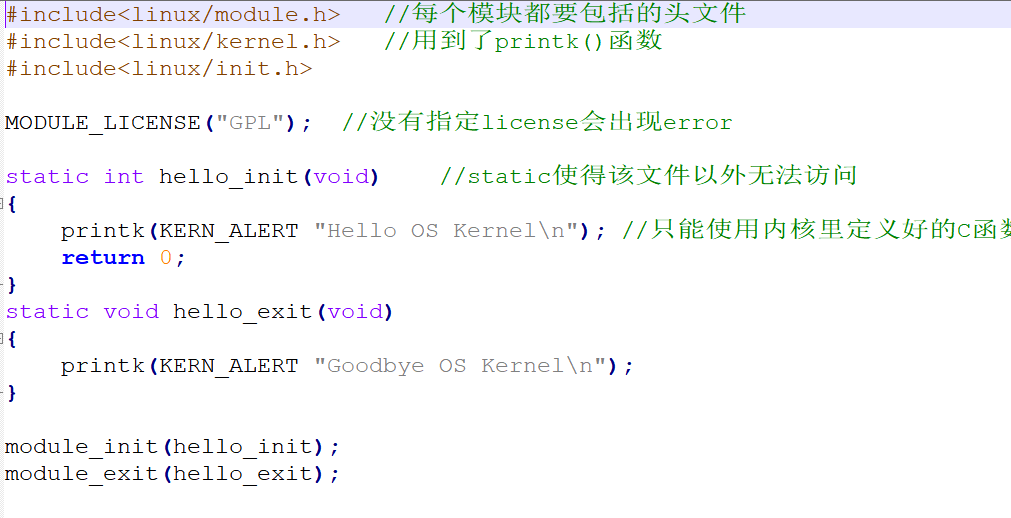 #include<linux/module.h>   //每个模块都要包括的头文件
#include<linux/kernel.h>   //用到了printk()函数
#include<linux/init.h>
MODULE_LICENSE("GPL");  //没有指定license会出现error
static int hello_init(void)    //static使得该文件以外无法访问
{
    printk(KERN_ALERT "Hello OS Kernel\n"); //只能使用内核里定义好的C函
    return 0;
}
static void hello_exit(void)
{
    printk(KERN_ALERT "Goodbye OS Kernel\n");
}
module_init(hello_init);
module_exit(hello_exit);